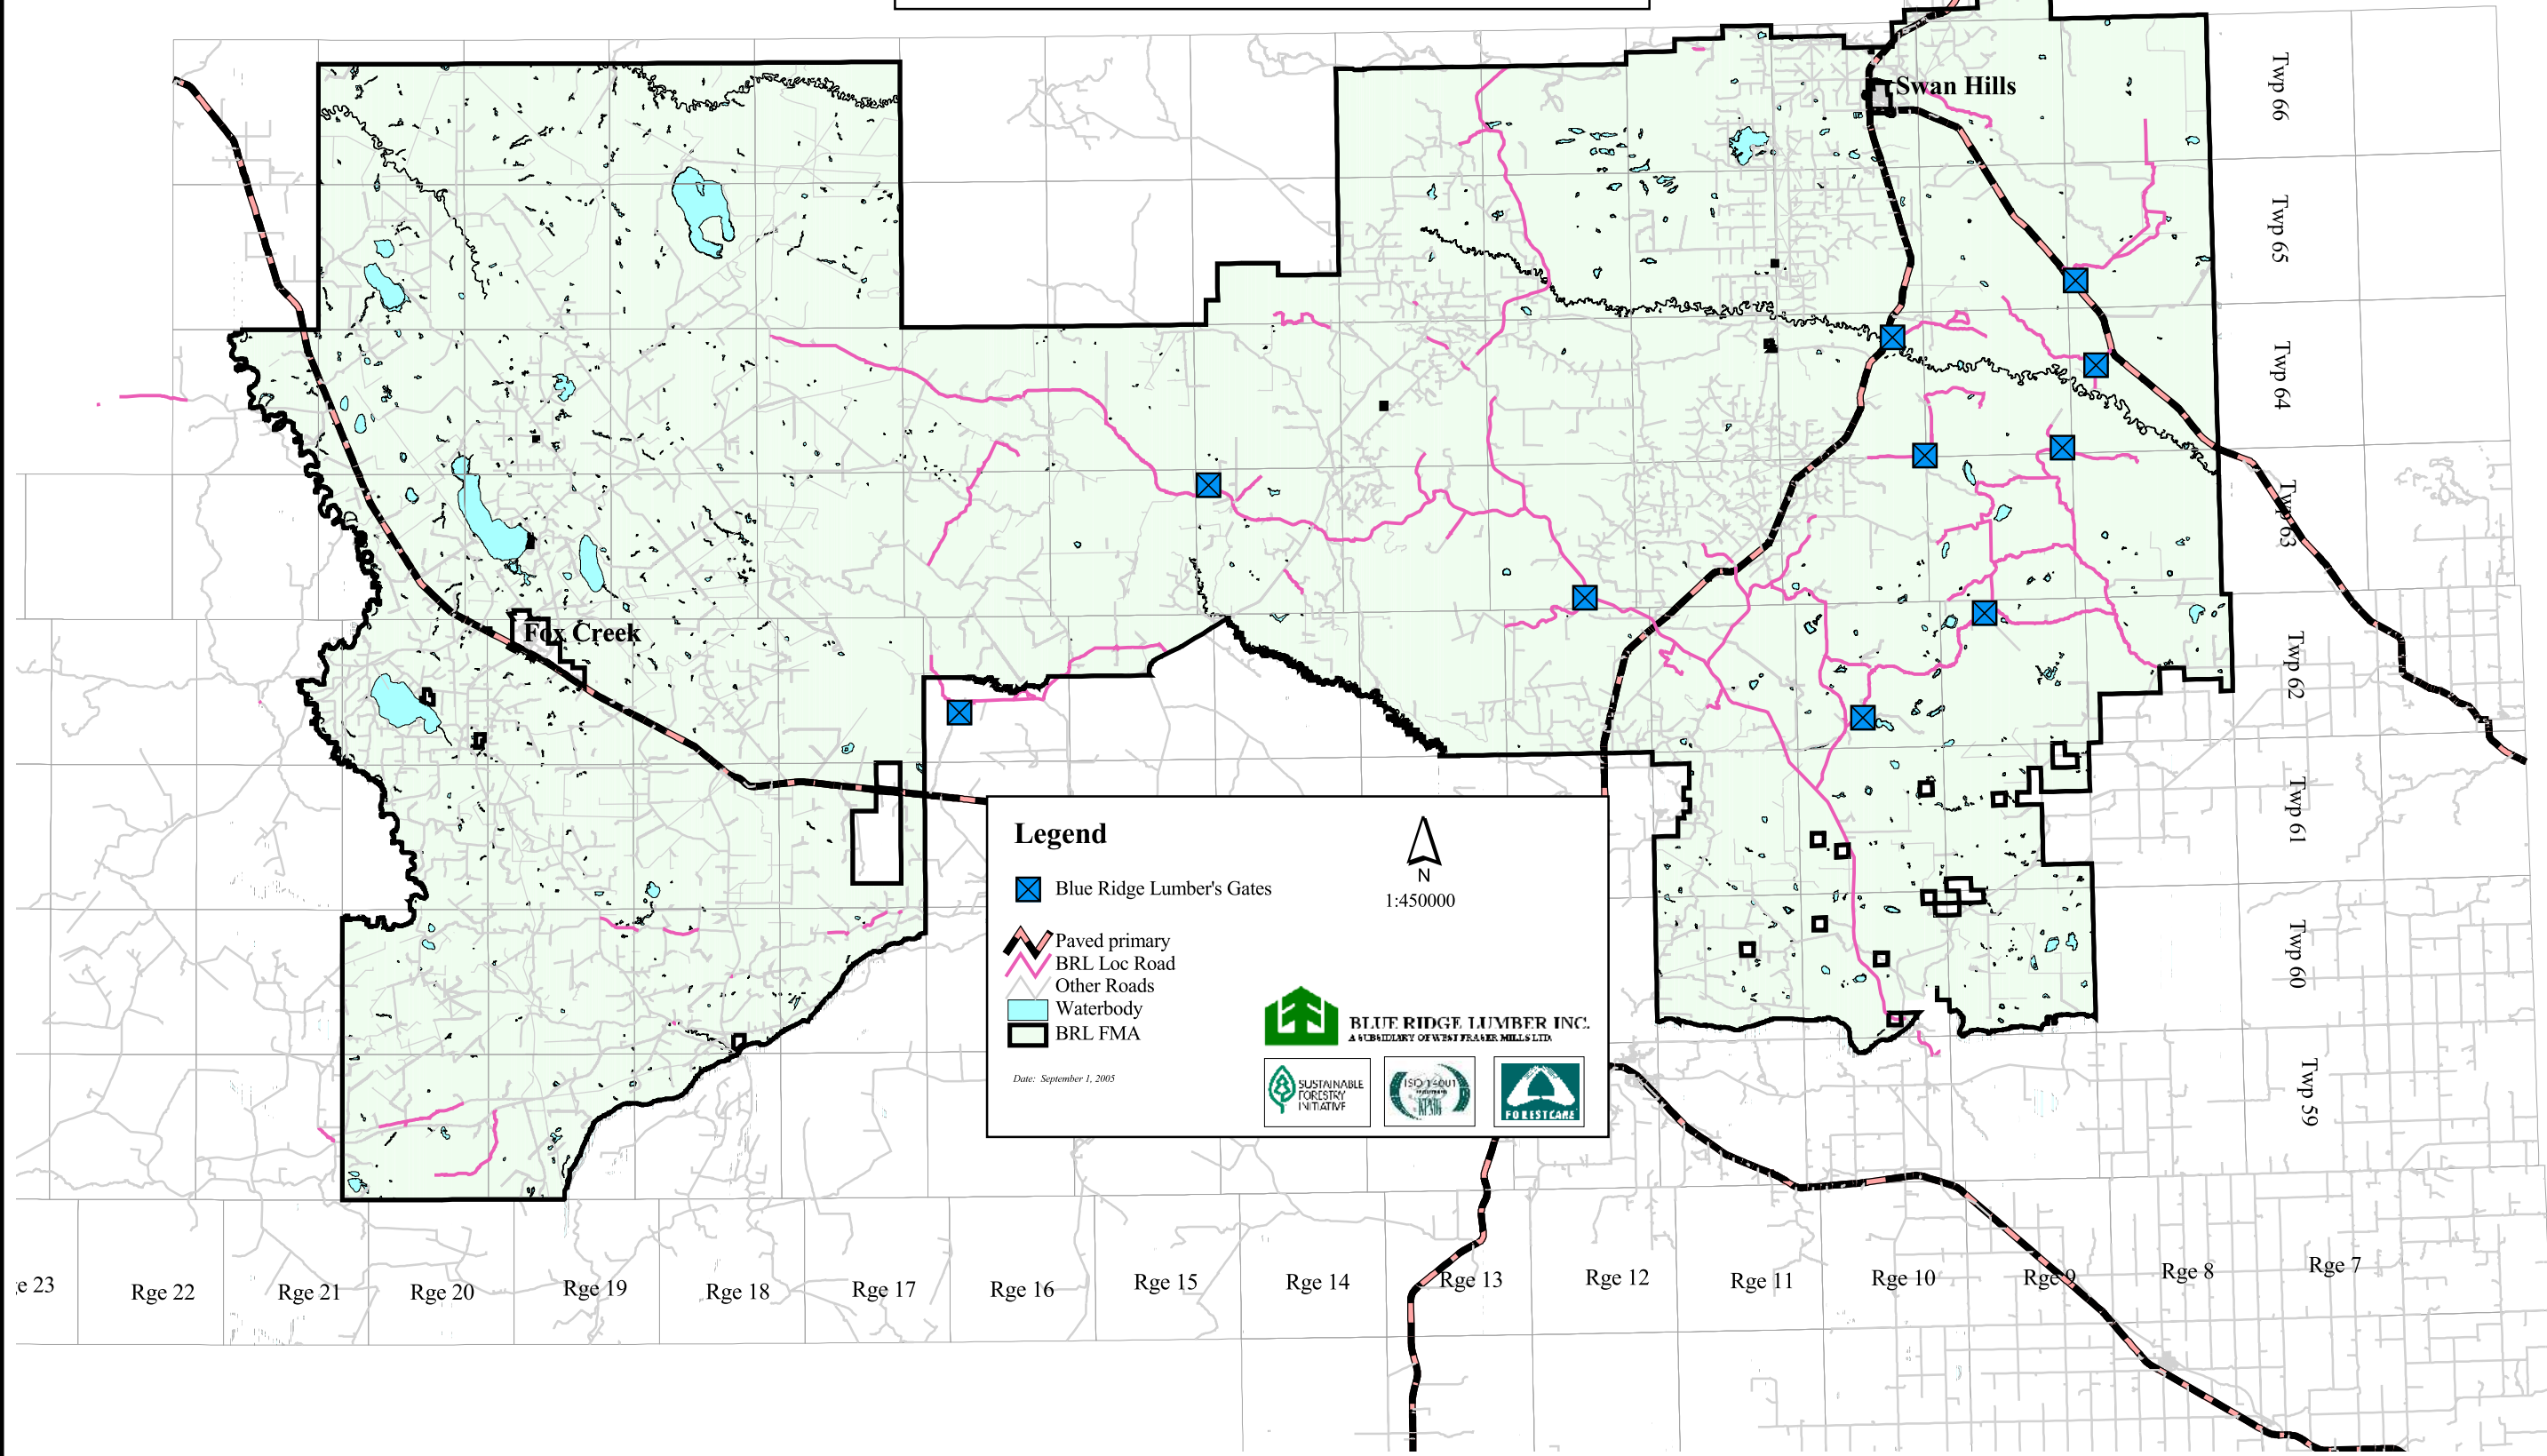 Swan Hills
Twp 66
Twp 65
Twp 64
Twp 63
Fox Creek
Twp 62
Twp 61
Twp 60
Twp 59
Legend
N
1:450000
Blue Ridge Lumber's Gates
Paved primary
BRL Loc Road
Other Roads
Waterbody
BRL FMA
Date: September 1, 2005
BLUE RIDGE LUMBER INC.
A SUBSIDIARY OF WEST FRASER MILLS LTD.
SUSTAINABLE
FORESTRY
INITIATIVE
ISO 14001
KPMG
FORESTCARE
e 23
Rge 22
Rge 21
Rge 20
Rge 19
Rge 18
Rge 17
Rge 16
Rge 15
Rge 14
Rge 13
Rge 12
Rge 11
Rge 10
Rge 9
Rge 8
Rge 7